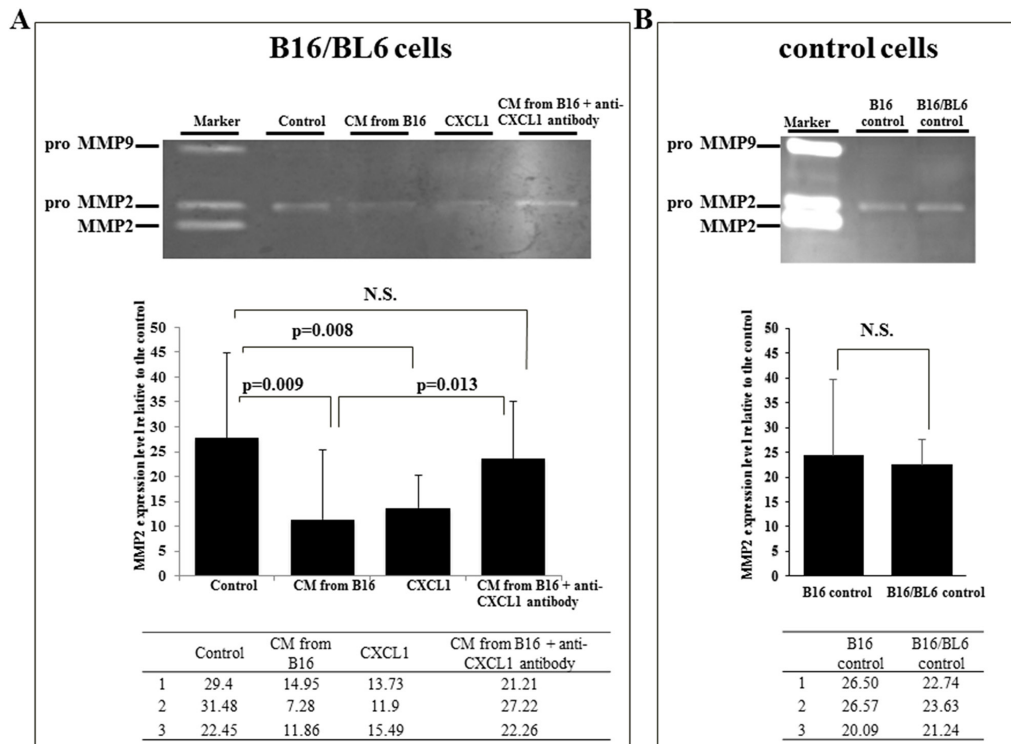 A
B16/BL6 cells
Marker
Control
CM from B16
CXCL1
CM from B16 + anti-
CXCL1 antibody
pro MMP9
pro MMP2
MMP2
N.S.
p=0.008
p=0.009
p=0.013
MMP2 expression level relative to the control
50
45
40
35
30
25
20
15
10
5
0
Control
CM from B16
CXCL1
CM from B16 + anti-
CXCL1 antibody
Control
CM from
B16
CXCL1
CM from B16 + anti-
CXCL1 antibody
1 29.4 14.95 13.73 21.21
2 31.48 7.28 11.9 27.22
3 22.45 11.86 15.49 22.26
B
control cells
Marker
B16
control
B16/BL6
control
pro MMP9
pro MMP2
MMP2
N.S.
MMP2 expression level relative to the control
50
45
40
35
30
25
20
15
10
5
0
B16 control
B16/BL6 control
B16
control
B16/BL6
control
1 26.50 22.74
2 26.57 23.63
3 20.09 21.24